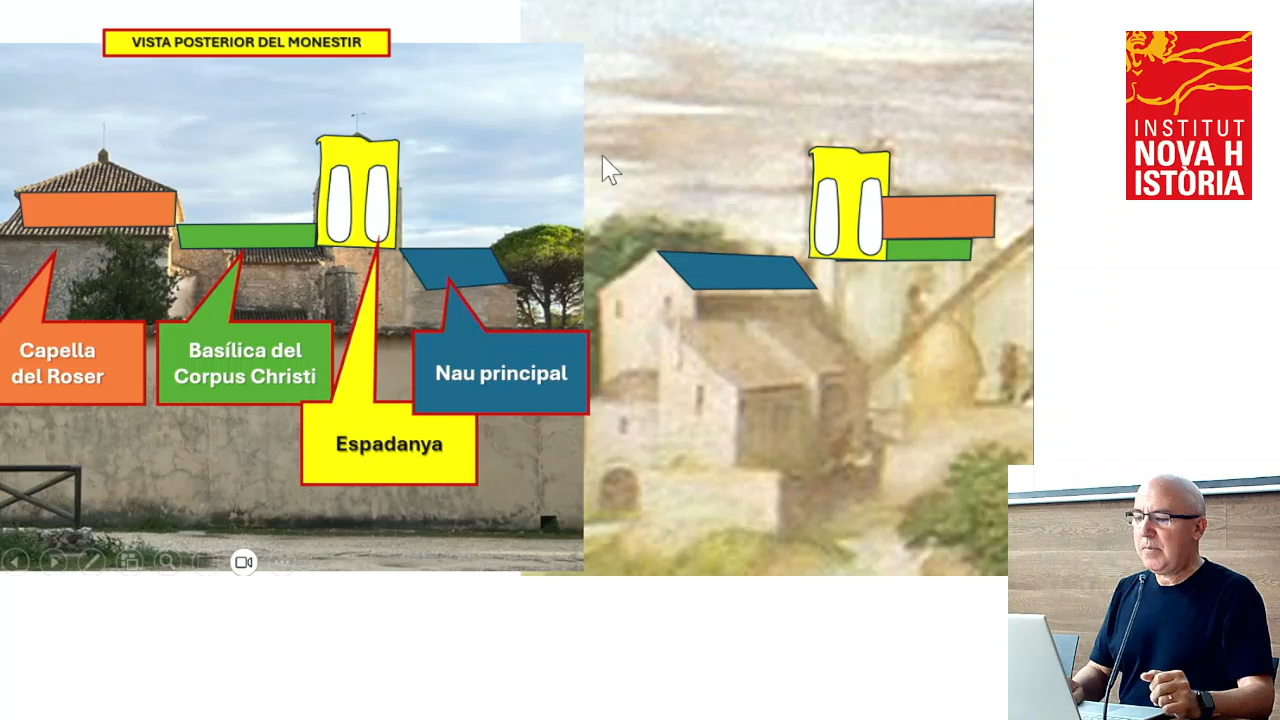 VISTA POSTERIOR DEL MONESTIR
Capella
del Roser
Basílica del
Corpus Christi
Espadanya
Nau principal
INSTITUT
NOVA H
ISTÒRIA